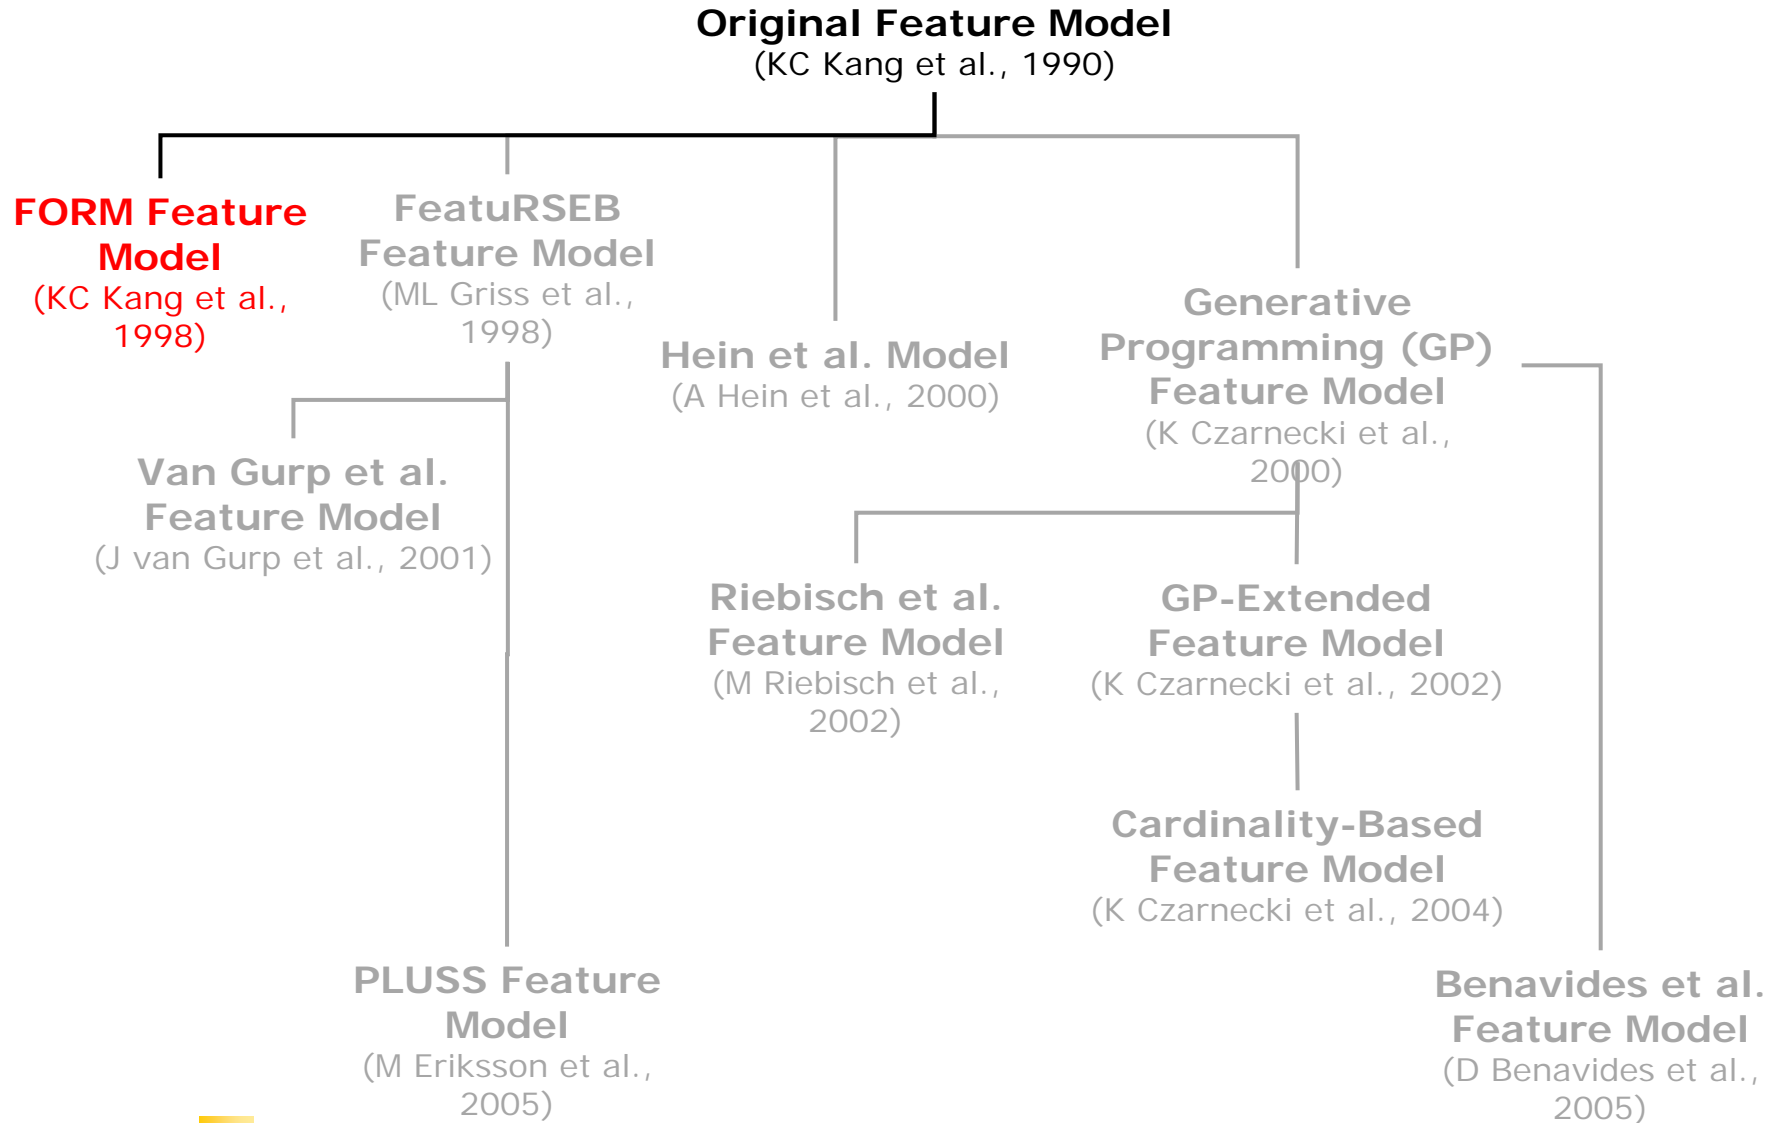 Original Feature Model
(KC Kang et al., 1990)
FORM Feature
Model
(KC Kang et al.,
1998)
FeatuRSEB
Feature Model
(ML Griss et al.,
1998)
Hein et al. Model
(A Hein et al., 2000)
Generative
Programming (GP)
Feature Model
(K Czarnecki et al.,
2000)
Van Gurp et al.
Feature Model
(J van Gurp et al., 2001)
Riebisch et al.
Feature Model
(M Riebisch et al.,
2002)
GP-Extended
Feature Model
(K Czarnecki et al., 2002)
Cardinality-Based
Feature Model
(K Czarnecki et al., 2004)
PLUSS Feature
Model
(M Eriksson et al.,
2005)
Benavides et al.
Feature Model
(D Benavides et al.,
2005)